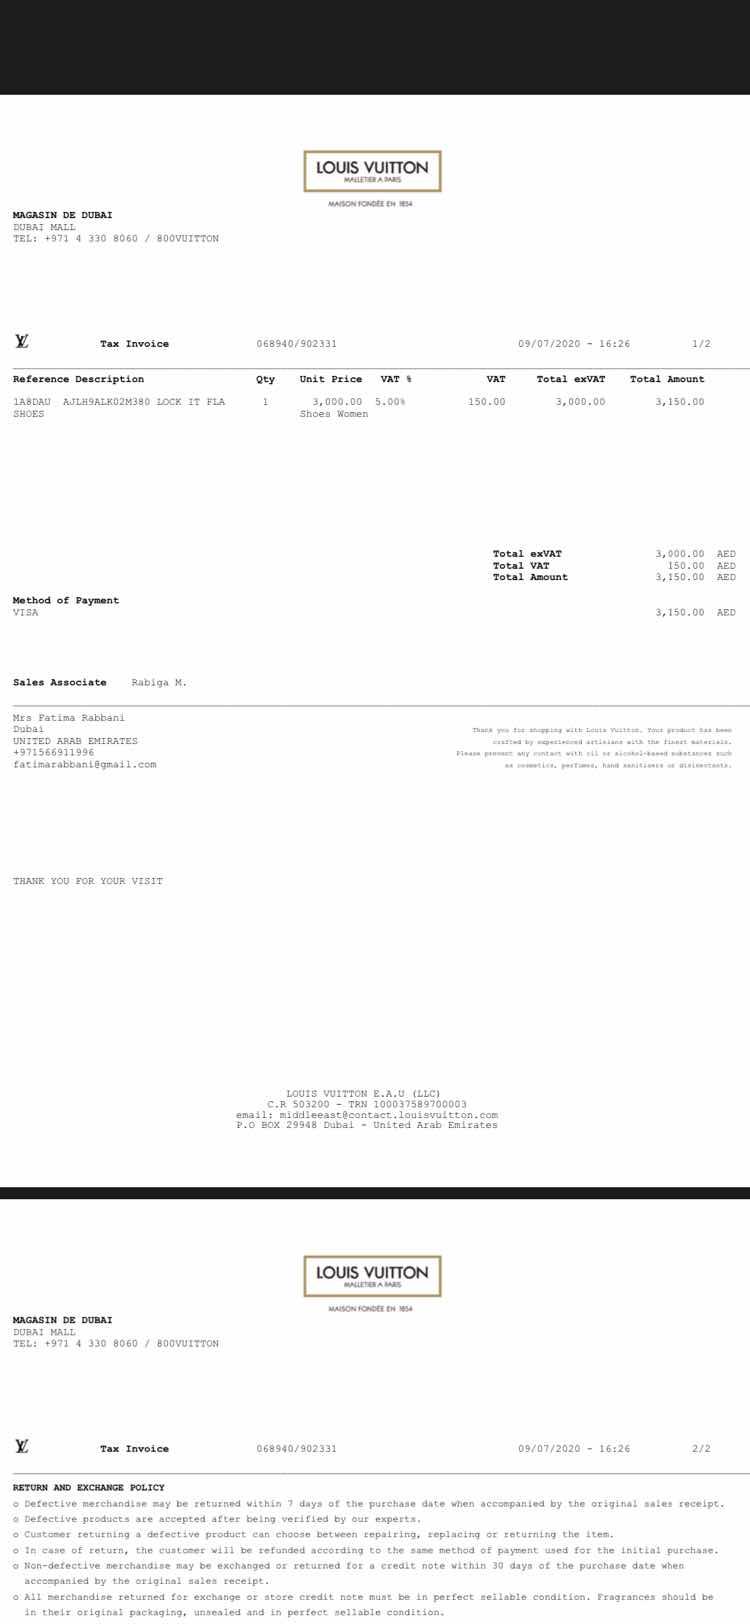 LOUIS VUITTON
MALLETIER A PARIS
MAISON FONDÉE EN 1854
MAGASIN DE DUBAI
DUBAI MALL
TEL: +971 4 330 8060 / 800VUITTON
LV Tax Invoice 068940/902331 09/07/2020 - 16:26 1/2
Reference Description Qty Unit Price VAT % VAT Total exVAT Total Amount
1A8DAU AJLH9ALK02M380 LOCK IT FLA 1 3,000.00 5.00% 150.00 3,000.00 3,150.00
SHOES Shoes Women
Total exVAT 3,000.00 AED
Total VAT 150.00 AED
Total Amount 3,150.00 AED
Method of Payment
VISA 3,150.00 AED
Sales Associate Rabiga M.
Mrs Fatima Rabbani
Dubai
UNITED ARAB EMIRATES
+971566911996
fatimarabbani@gmail.com
Thank you for shopping with Louis Vuitton. Your product has been
crafted by experienced artisans with the finest materials.
Please prevent any contact with oil or alcohol-based substances such
as cosmetics, perfumes, hand sanitisers or disinectants.
THANK YOU FOR YOUR VISIT
LOUIS VUITTON E.A.U (LLC)
C.R 503200 - TRN 100037589700003
email: middleeast@contact.louisvuitton.com
P.O BOX 29948 Dubai - United Arab Emirates
LOUIS VUITTON
MALLETIER A PARIS
MAISON FONDÉE EN 1854
MAGASIN DE DUBAI
DUBAI MALL
TEL: +971 4 330 8060 / 800VUITTON
LV Tax Invoice 068940/902331 09/07/2020 - 16:26 2/2
RETURN AND EXCHANGE POLICY
o Defective merchandise may be returned within 7 days of the purchase date when accompanied by the original sales receipt.
o Defective products are accepted after being verified by our experts.
o Customer returning a defective product can choose between repairing, replacing or returning the item.
o In case of return, the customer will be refunded according to the same method of payment used for the initial purchase.
o Non-defective merchandise may be exchanged or returned for a credit note within 30 days of the purchase date when
accompanied by the original sales receipt.
o All merchandise returned for exchange or store credit note must be in perfect sellable condition. Fragrances should be
in their original packaging, unsealed and in perfect sellable condition.